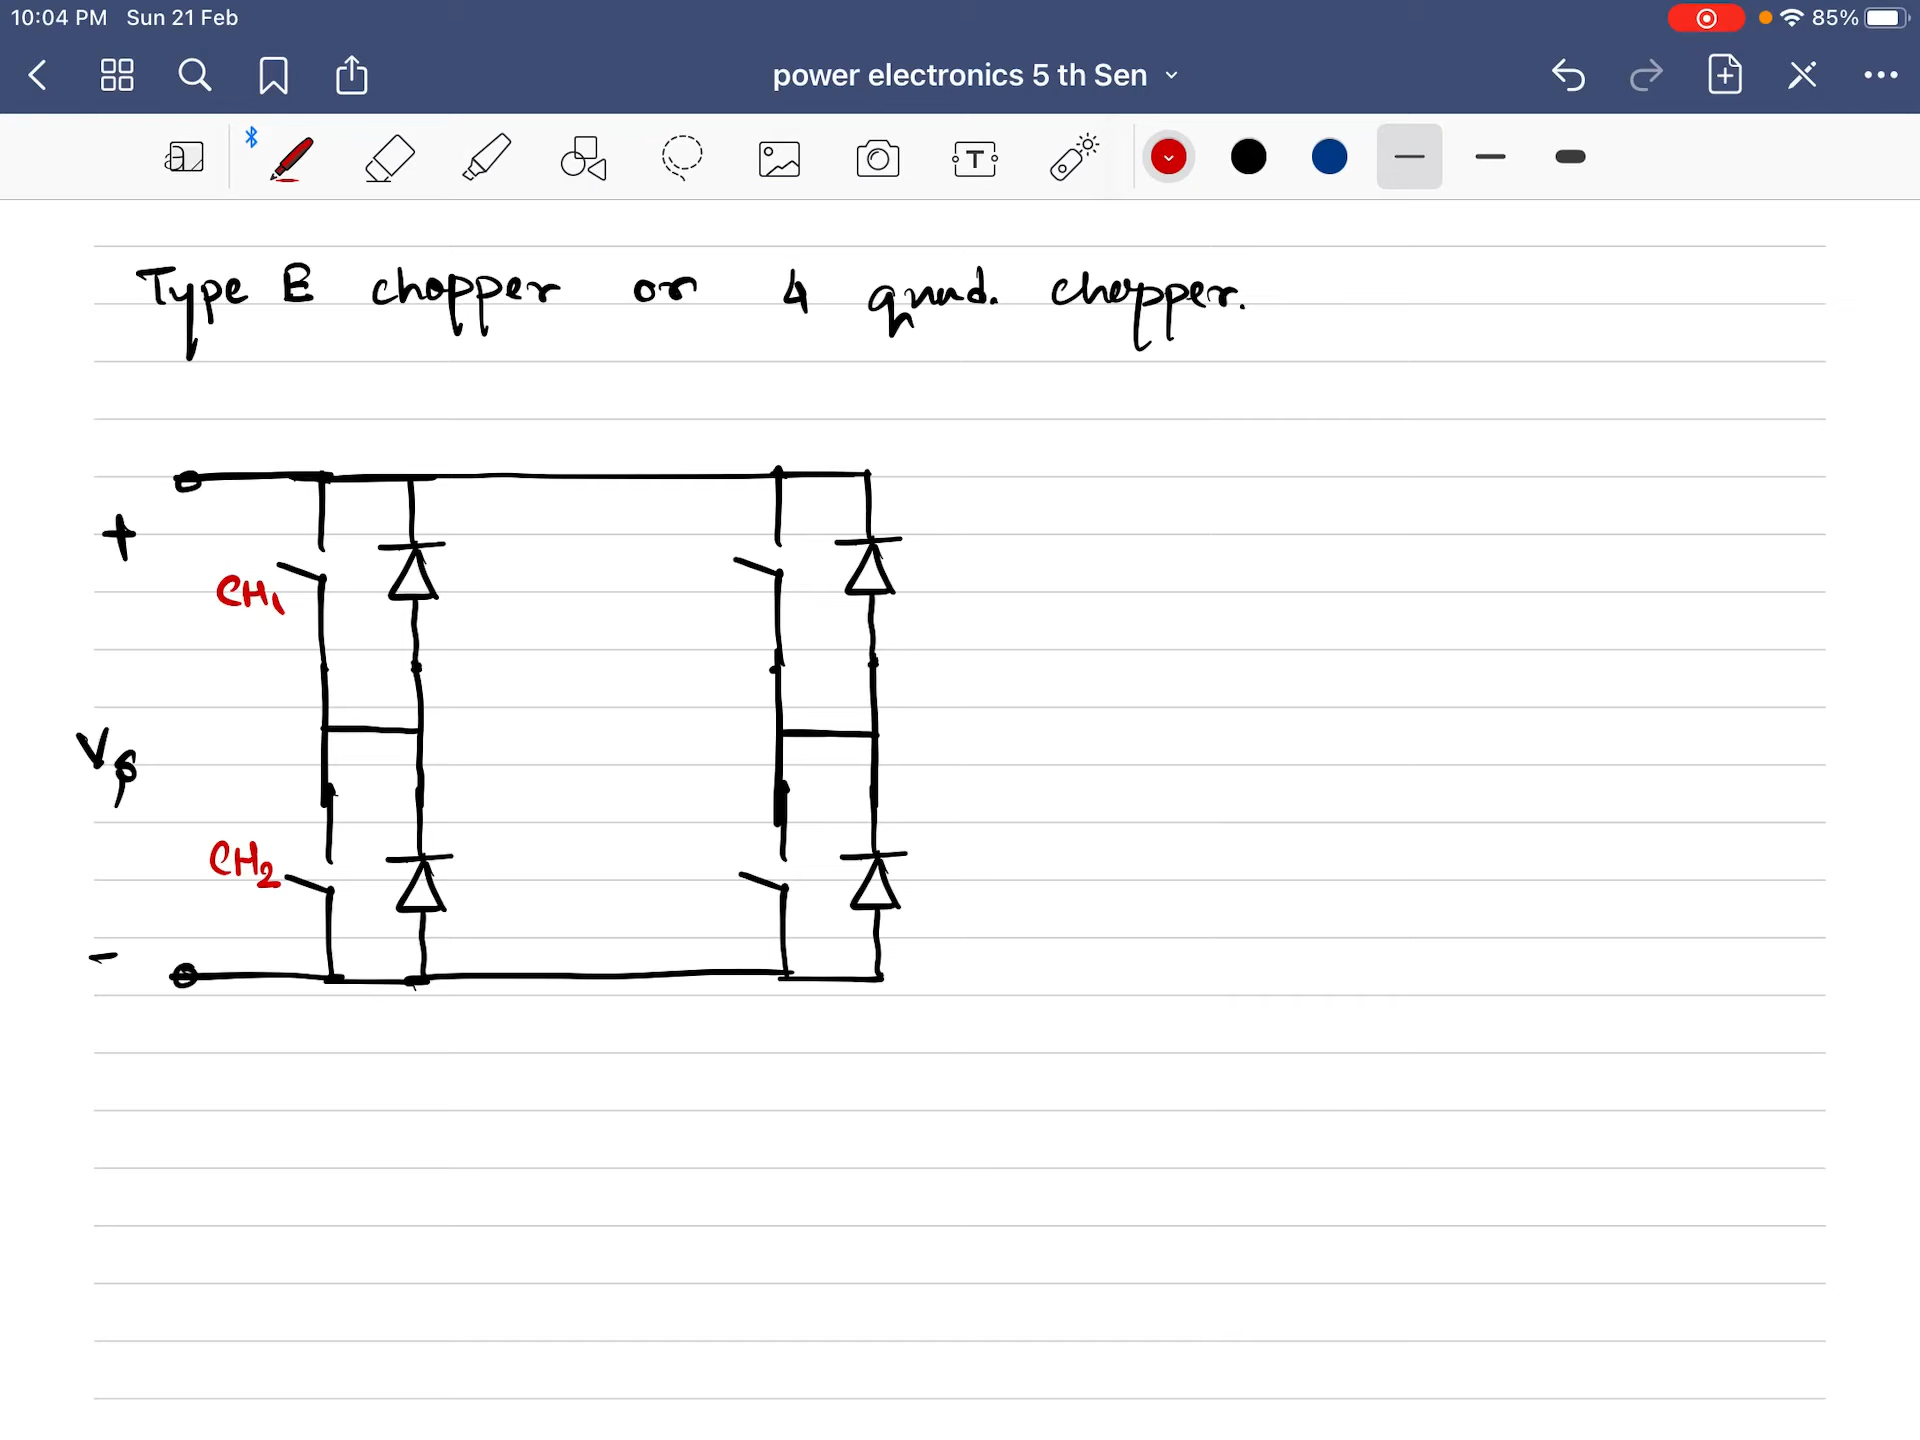 10:04 PM Sun 21 Feb
85%
power electronics 5 th Sen
Type E chopper or 4 quad. chopper.
+
CH1
Vs
CH2
-